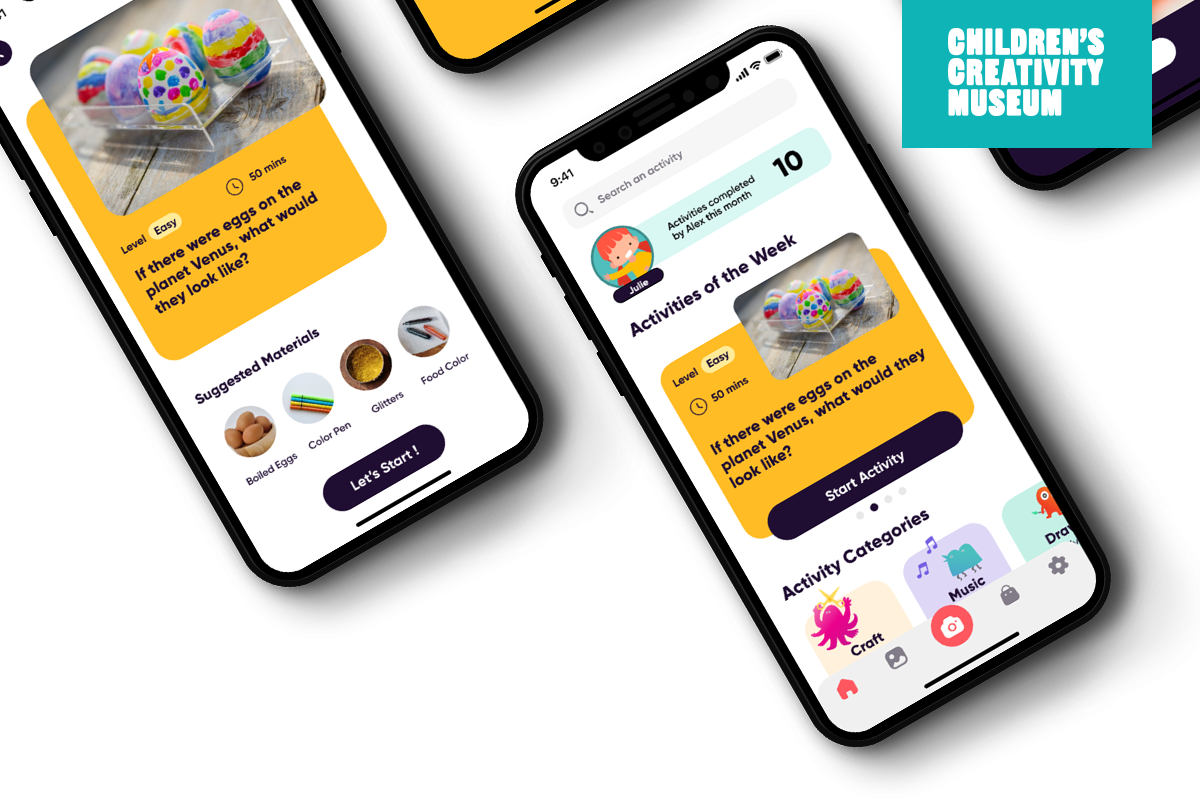 CHILDREN'S
CREATIVITY
MUSEUM
50 mins
Level Easy
If there were eggs on the
planet Venus, what would
they look like?
Suggested Materials
Boiled Eggs
Color Pen
Glitters
Food Color
Let's Start !
9:41
Search an activity
Activities completed
by Alex this month
10
Julie
Activities of the Week
Level Easy
50 mins
If there were eggs on the
planet Venus, what would they
look like?
Start Activity
Activity Categories
Craft
Music